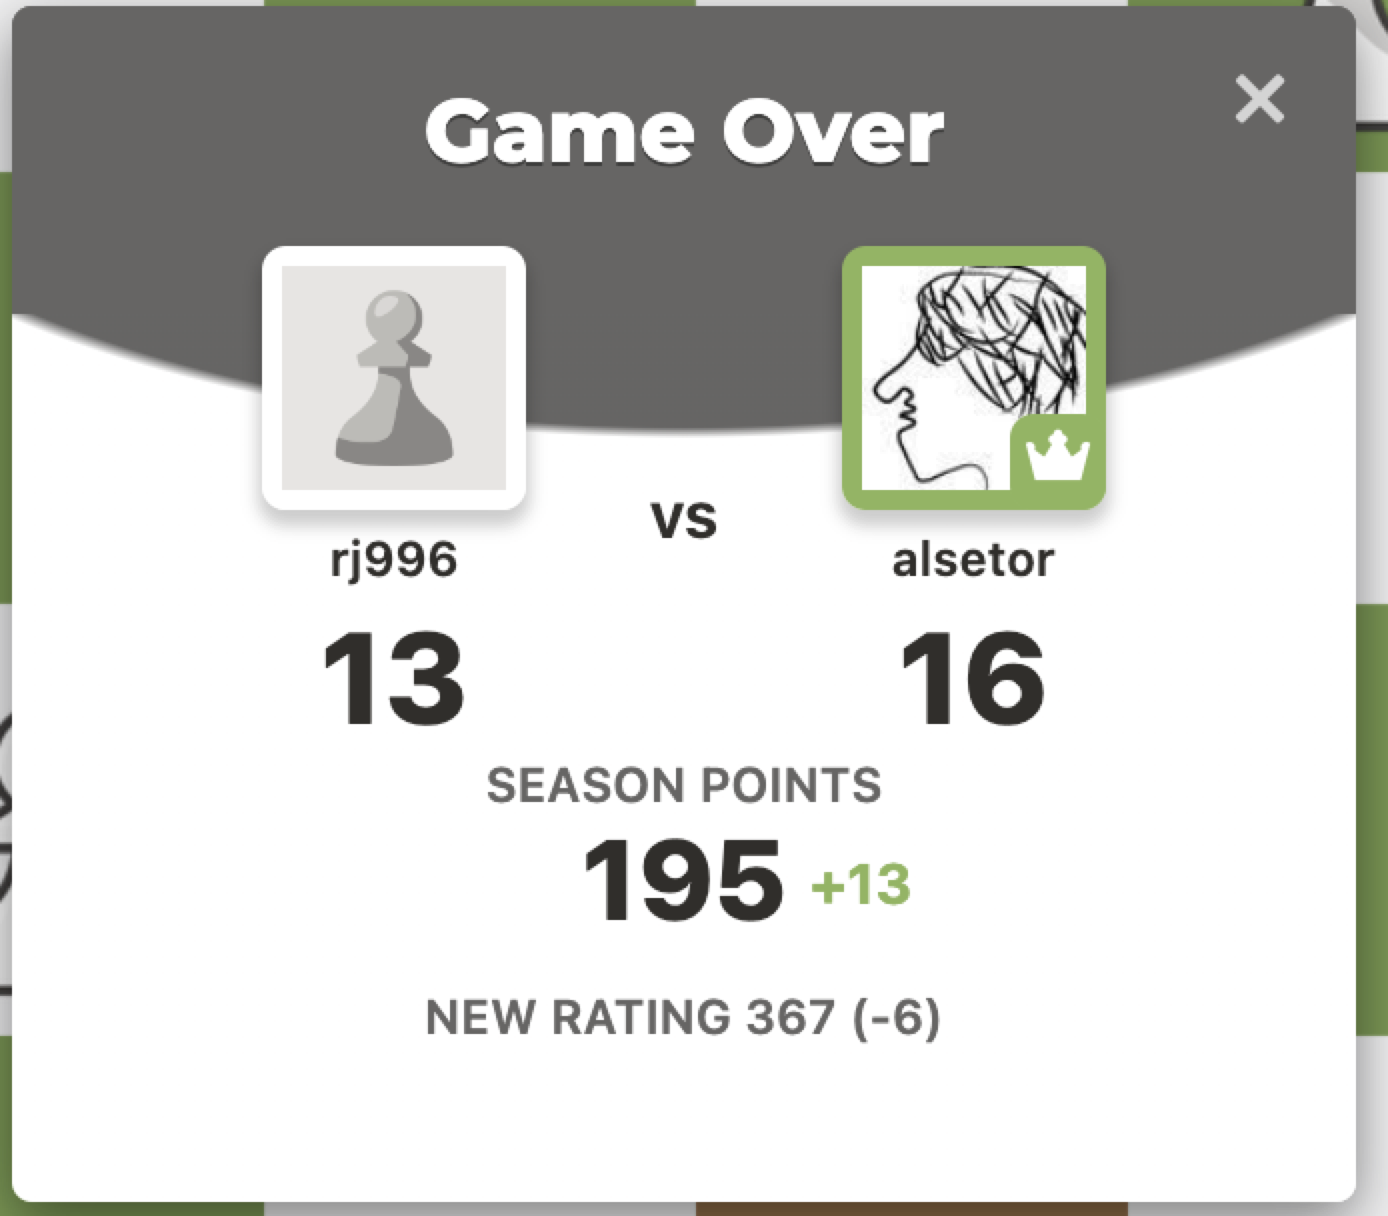 Game Over
vs
rj996
alsetor
13
16
SEASON POINTS
195 +13
NEW RATING 367 (-6)